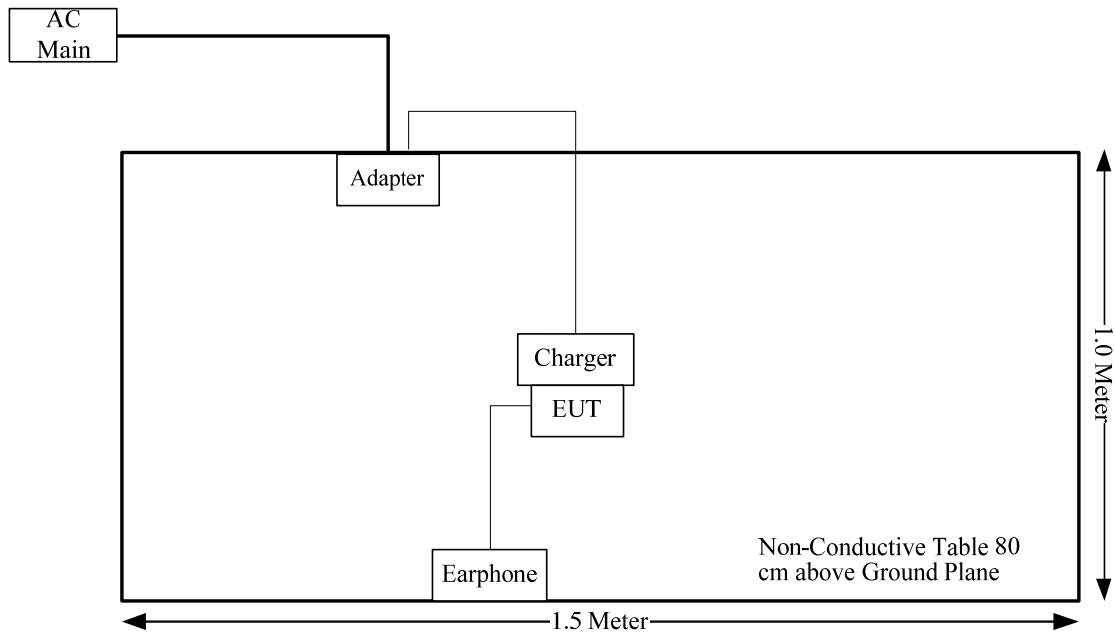 AC
Main
Adapter
Charger
EUT
Earphone
Non-Conductive Table 80
cm above Ground Plane
1.0 Meter
1.5 Meter